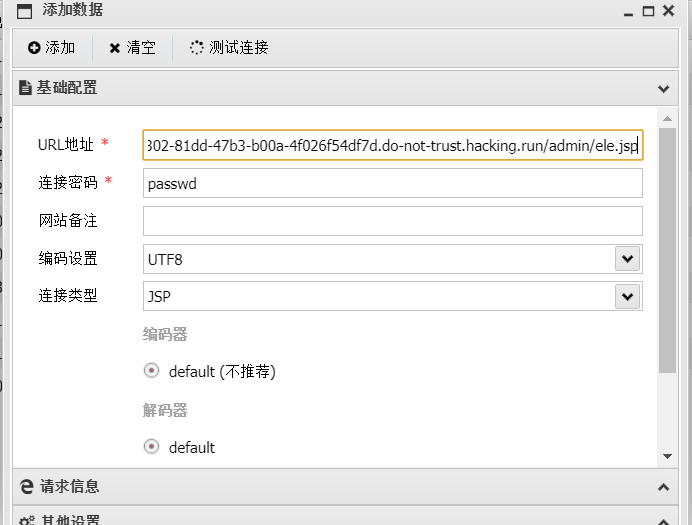 添加数据
添加 清空 测试连接
基础配置
URL地址 * 302-81dd-47b3-b00a-4f026f54df7d.do-not-trust.hacking.run/admin/ele.jsp
连接密码 * passwd
网站备注
编码设置 UTF8
连接类型 JSP
编码器
default (不推荐)
解码器
default
请求信息
其他设置